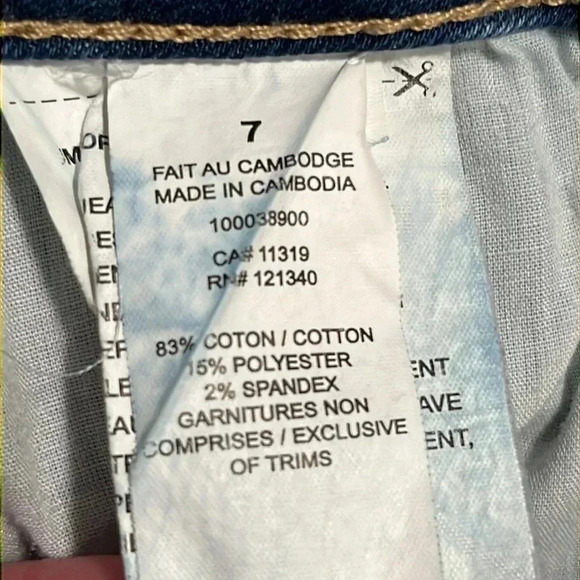 7
FAIT AU CAMBODGE
MADE IN CAMBODIA
100038900
CA# 11319
RN# 121340
83% COTON / COTTON
15% POLYESTER
2% SPANDEX
GARNITURES NON
COMPRISES / EXCLUSIVE
OF TRIMS